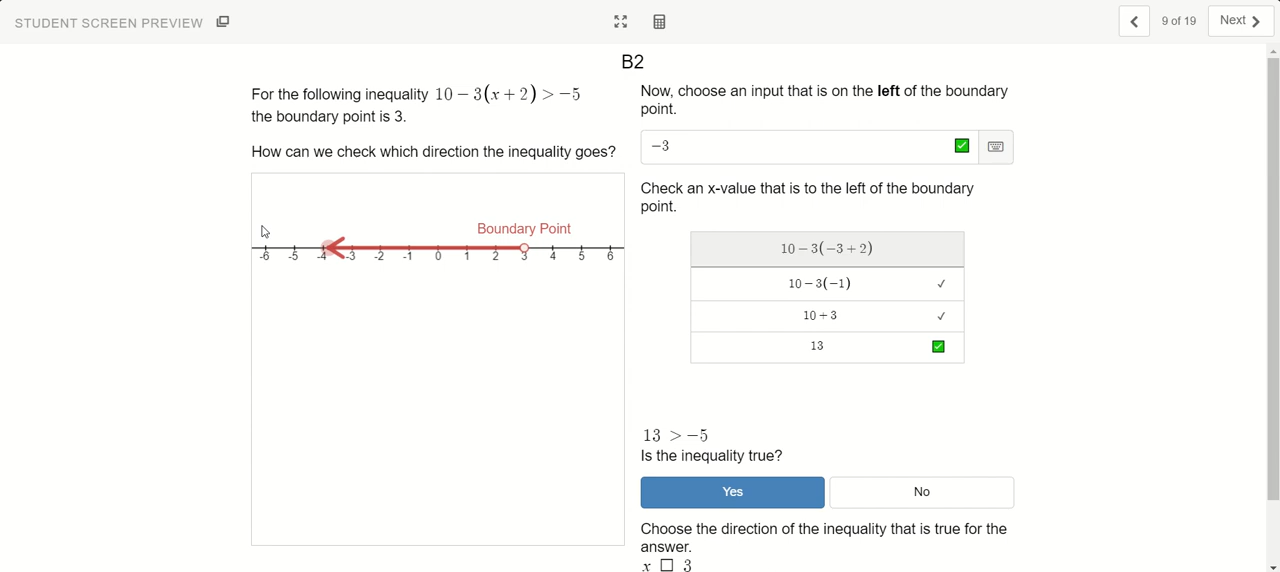 STUDENT SCREEN PREVIEW
9 of 19
Next
B2
For the following inequality 10 − 3(x + 2) > −5
the boundary point is 3.
How can we check which direction the inequality goes?
Boundary Point
-6 -5 -4 -3 -2 -1 0 1 2 3 4 5 6
Now, choose an input that is on the left of the boundary
point.
−3
Check an x-value that is to the left of the boundary
point.
10 − 3(−3 + 2)
10 − 3(−1)
10 + 3
13
13 > −5
Is the inequality true?
Yes
No
Choose the direction of the inequality that is true for the
answer.
x □ 3